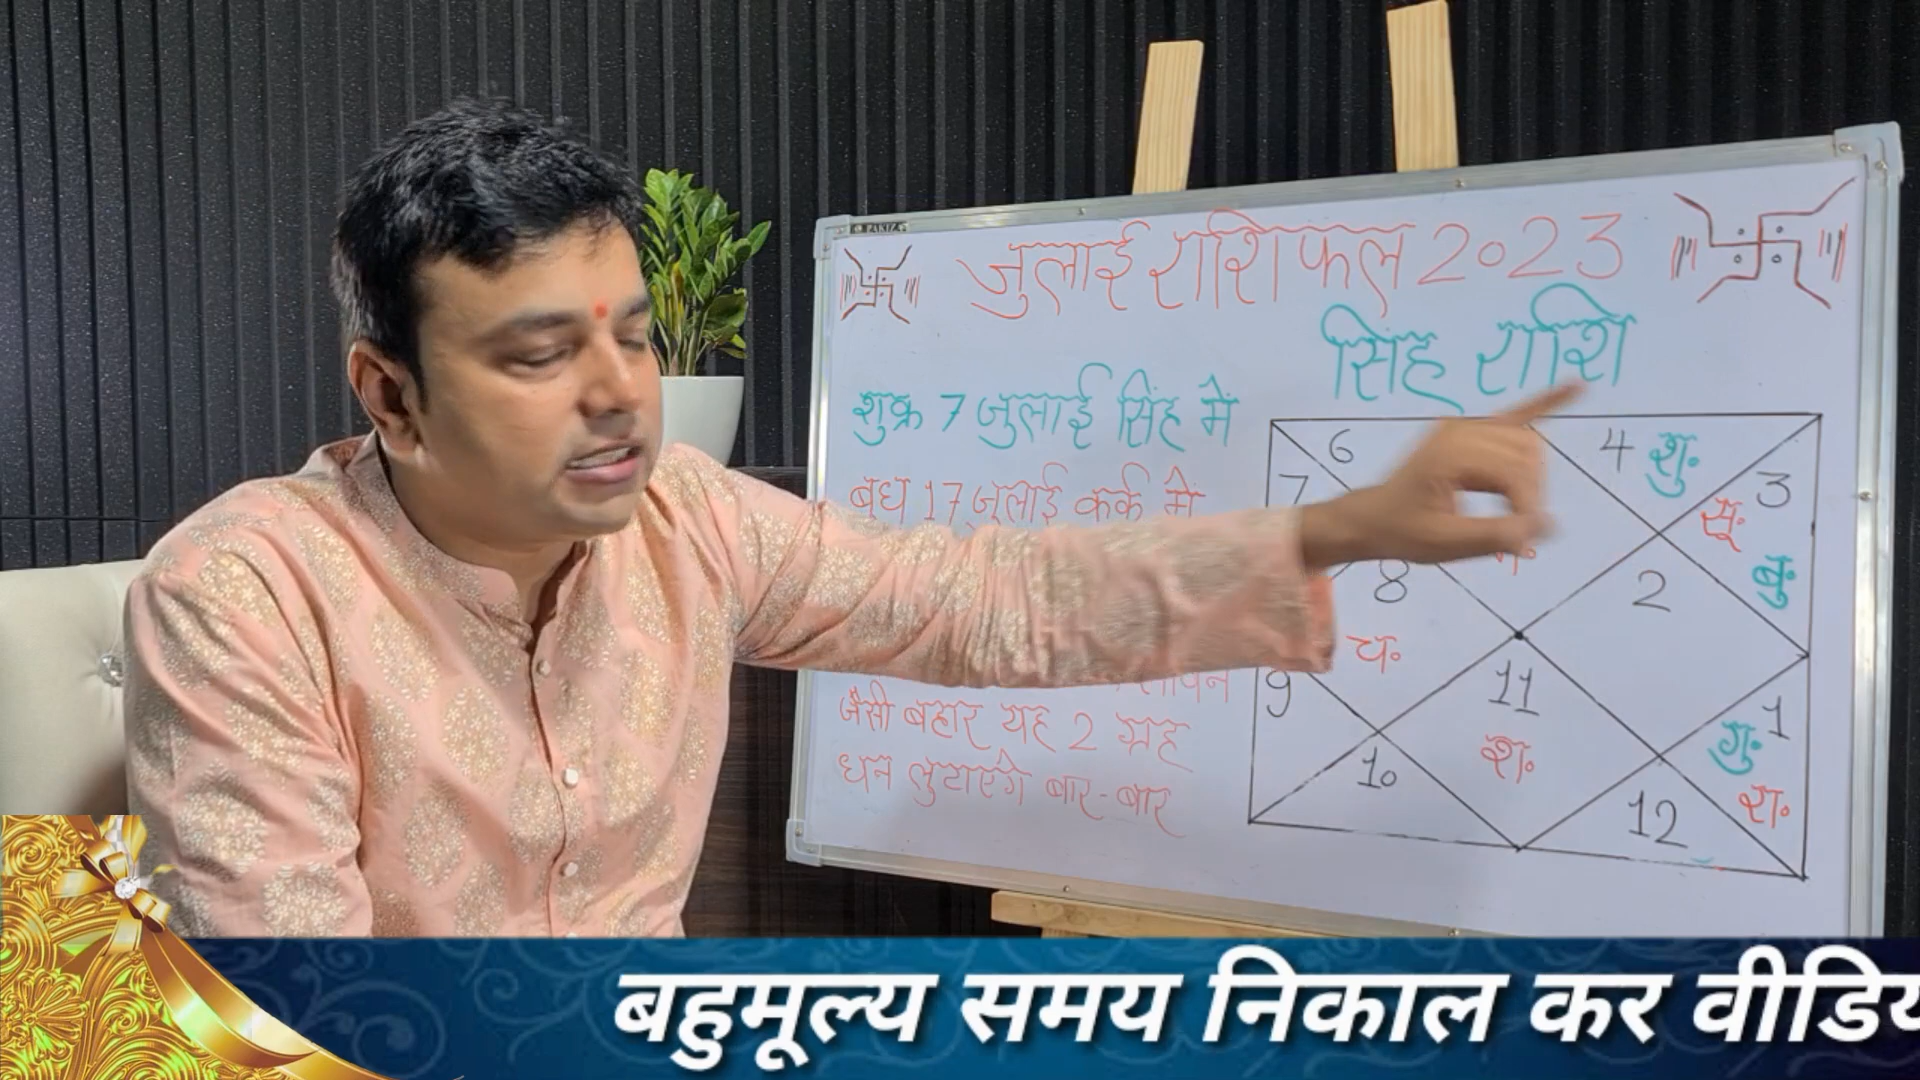 जुलाई राशिफल 2023
सिंह राशि
शुक्र 7 जुलाई सिंह में
बुध 17 जुलाई कर्क में
जैसी बहार यह 2 ग्रह
धन लुटाएंगे बार-बार
6
4 शु॰
7
3
सू॰
बु॰
8
2
चं॰
9
11
1
गु॰
श॰
10
रा॰
12
बहुमूल्य समय निकाल कर